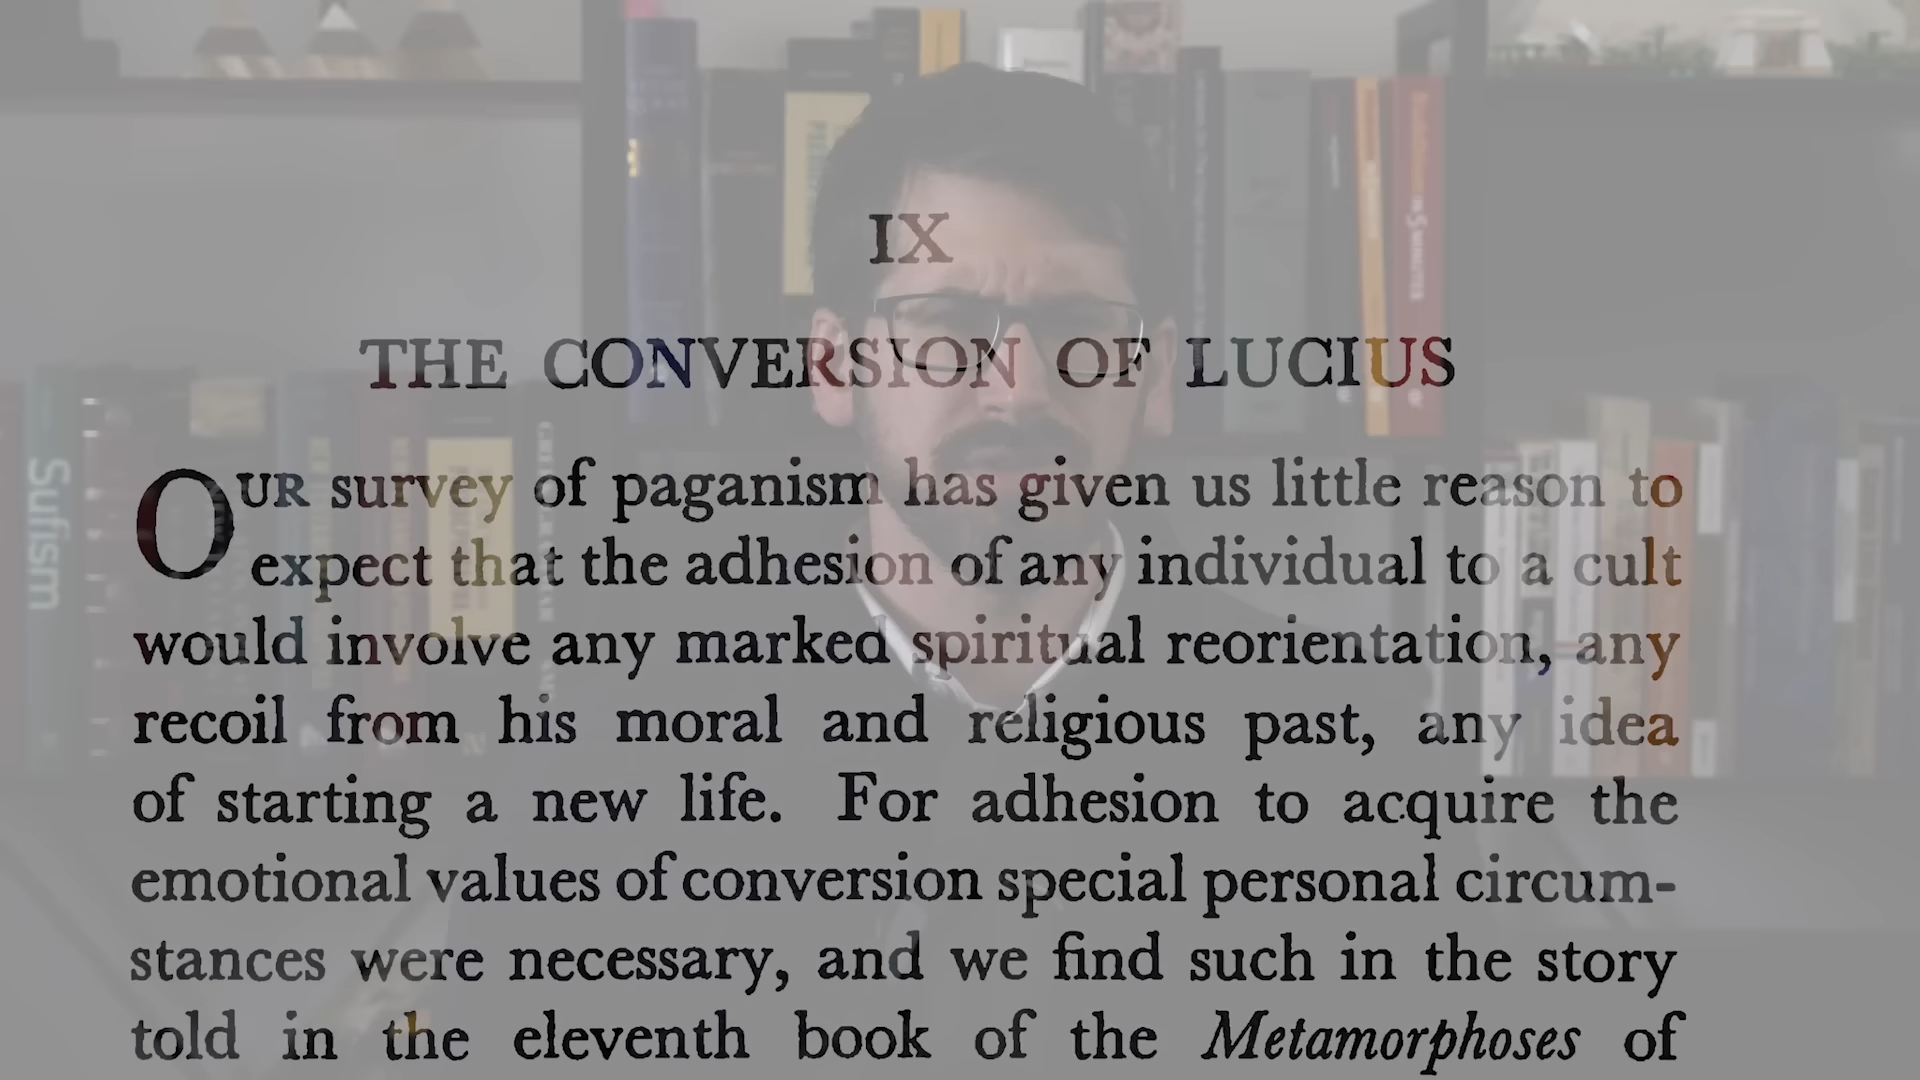 IX
THE CONVERSION OF LUCIUS
OUR survey of paganism has given us little reason to
expect that the adhesion of any individual to a cult
would involve any marked spiritual reorientation, any
recoil from his moral and religious past, any idea
of starting a new life. For adhesion to acquire the
emotional values of conversion special personal circum-
stances were necessary, and we find such in the story
told in the eleventh book of the Metamorphoses of
Sufism